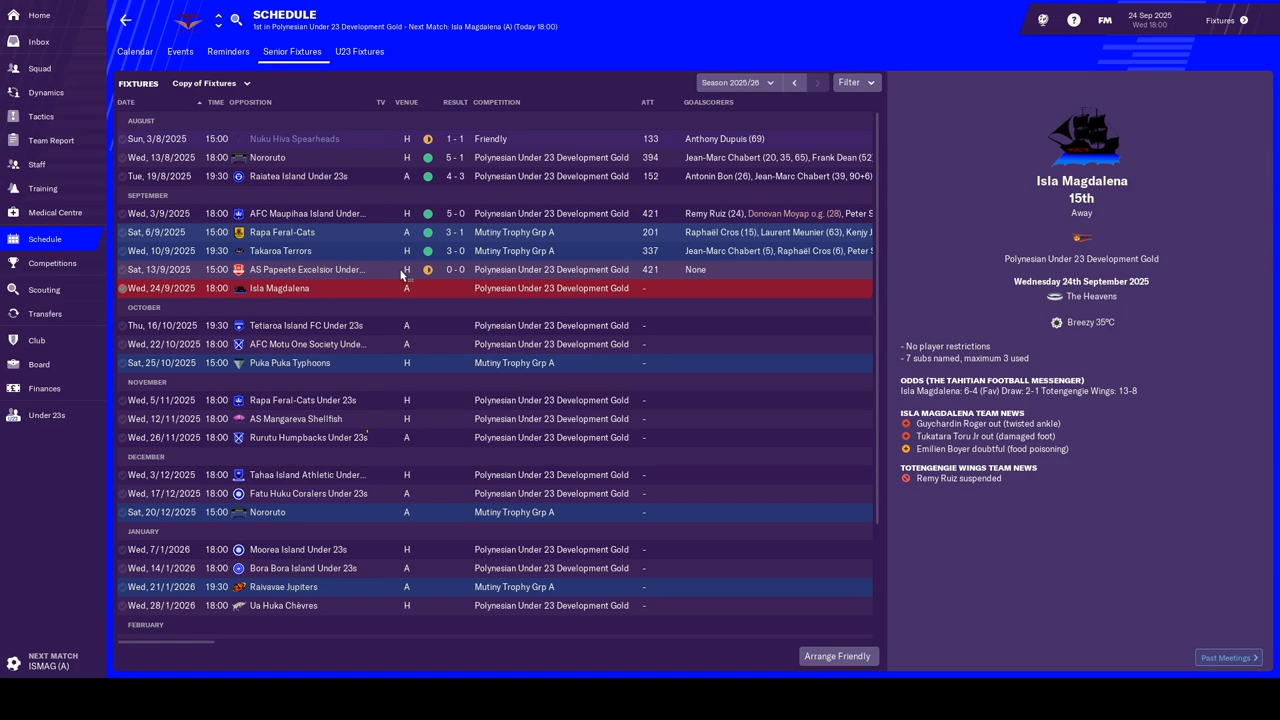 SCHEDULE
1st in Polynesian Under 23 Development Gold - Next Match: Isla Magdalena (A) (Today 18:00)
FM
24 Sep 2025
Wed 18:00
Fixtures
Home
Inbox
Squad
Dynamics
Tactics
Team Report
Staff
Training
Medical Centre
Schedule
Competitions
Scouting
Transfers
Club
Board
Finances
Under 23s
NEXT MATCH
ISMAG (A)
Calendar Events Reminders Senior Fixtures U23 Fixtures
FIXTURES Copy of Fixtures Season 2025/26 Filter
DATE TIME OPPOSITION TV VENUE RESULT COMPETITION ATT GOALSCORERS
AUGUST
Sun, 3/8/2025 15:00 Nuku Hiva Spearheads H 1 - 1 Friendly 133 Anthony Dupuis (69)
Wed, 13/8/2025 18:00 Nororuto H 5 - 1 Polynesian Under 23 Development Gold 394 Jean-Marc Chabert (20, 35, 65), Frank Dean (52
Tue, 19/8/2025 19:30 Raiatea Island Under 23s A 4 - 3 Polynesian Under 23 Development Gold 152 Antonin Bon (26), Jean-Marc Chabert (39, 90+6)
SEPTEMBER
Wed, 3/9/2025 18:00 AFC Maupihaa Island Under... H 5 - 0 Polynesian Under 23 Development Gold 421 Remy Ruiz (24), Donovan Moyap o.g. (28), Peter S
Sat, 6/9/2025 15:00 Rapa Feral-Cats A 3 - 1 Mutiny Trophy Grp A 201 Raphaël Cros (15), Laurent Meunier (63), Kenjy J
Wed, 10/9/2025 19:30 Takaroa Terrors H 3 - 0 Mutiny Trophy Grp A 337 Jean-Marc Chabert (5), Raphaël Cros (6), Peter S
Sat, 13/9/2025 15:00 AS Papeete Excelsior Under... H 0 - 0 Polynesian Under 23 Development Gold 421 None
Wed, 24/9/2025 18:00 Isla Magdalena A Polynesian Under 23 Development Gold -
OCTOBER
Thu, 16/10/2025 19:30 Tetiaroa Island FC Under 23s A Polynesian Under 23 Development Gold -
Wed, 22/10/2025 18:00 AFC Motu One Society Unde... A Polynesian Under 23 Development Gold -
Sat, 25/10/2025 15:00 Puka Puka Typhoons H Mutiny Trophy Grp A -
NOVEMBER
Wed, 5/11/2025 18:00 Rapa Feral-Cats Under 23s H Polynesian Under 23 Development Gold -
Wed, 12/11/2025 18:00 AS Mangareva Shellfish H Polynesian Under 23 Development Gold -
Wed, 26/11/2025 18:00 Rurutu Humpbacks Under 23s A Polynesian Under 23 Development Gold -
DECEMBER
Wed, 3/12/2025 18:00 Tahaa Island Athletic Under... H Polynesian Under 23 Development Gold -
Wed, 17/12/2025 18:00 Fatu Huku Coralers Under 23s A Polynesian Under 23 Development Gold -
Sat, 20/12/2025 15:00 Nororuto A Mutiny Trophy Grp A -
JANUARY
Wed, 7/1/2026 18:00 Moorea Island Under 23s H Polynesian Under 23 Development Gold -
Wed, 14/1/2026 18:00 Bora Bora Island Under 23s A Polynesian Under 23 Development Gold -
Wed, 21/1/2026 19:30 Raivavae Jupiters A Mutiny Trophy Grp A -
Wed, 28/1/2026 18:00 Ua Huka Chèvres H Polynesian Under 23 Development Gold -
FEBRUARY
Arrange Friendly
Isla Magdalena
15th
Away
Polynesian Under 23 Development Gold
Wednesday 24th September 2025
The Heavens
Breezy 35°C
- No player restrictions
- 7 subs named, maximum 3 used
ODDS (THE TAHITIAN FOOTBALL MESSENGER)
Isla Magdalena: 6-4 (Fav) Draw: 2-1 Totengengie Wings: 13-8
ISLA MAGDALENA TEAM NEWS
Guychardin Roger out (twisted ankle)
Tukatara Toru Jr out (damaged foot)
Emilien Boyer doubtful (food poisoning)
TOTENGENGIE WINGS TEAM NEWS
Remy Ruiz suspended
Past Meetings